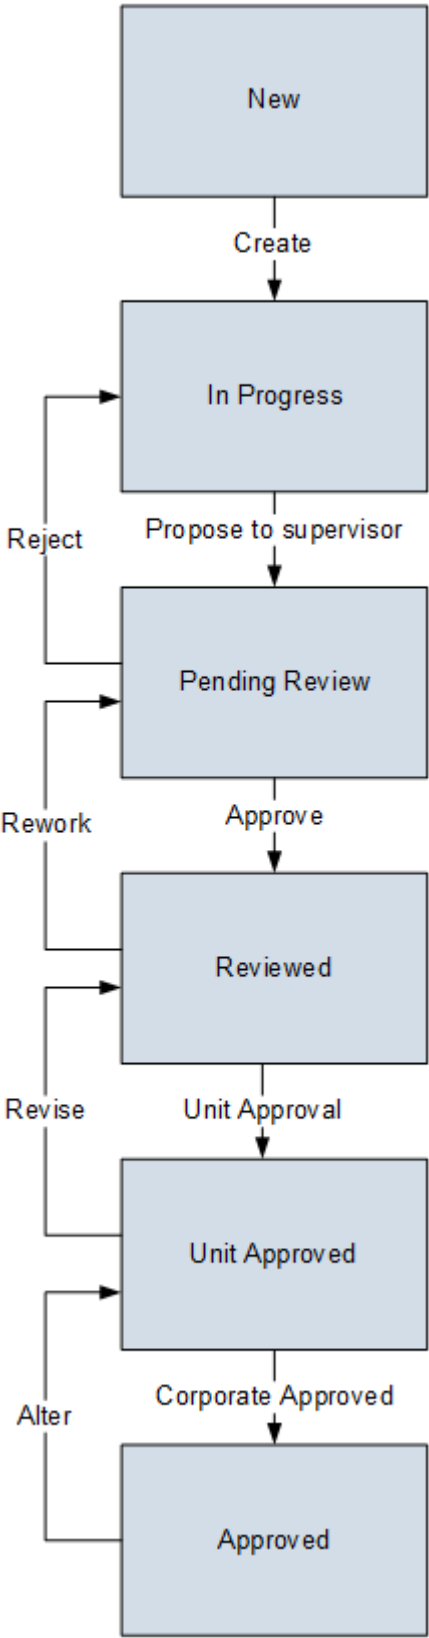 New
Create
In Progress
Propose to supervisor
Reject
Pending Review
Approve
Rework
Reviewed
Unit Approval
Revise
Unit Approved
Corporate Approved
Alter
Approved